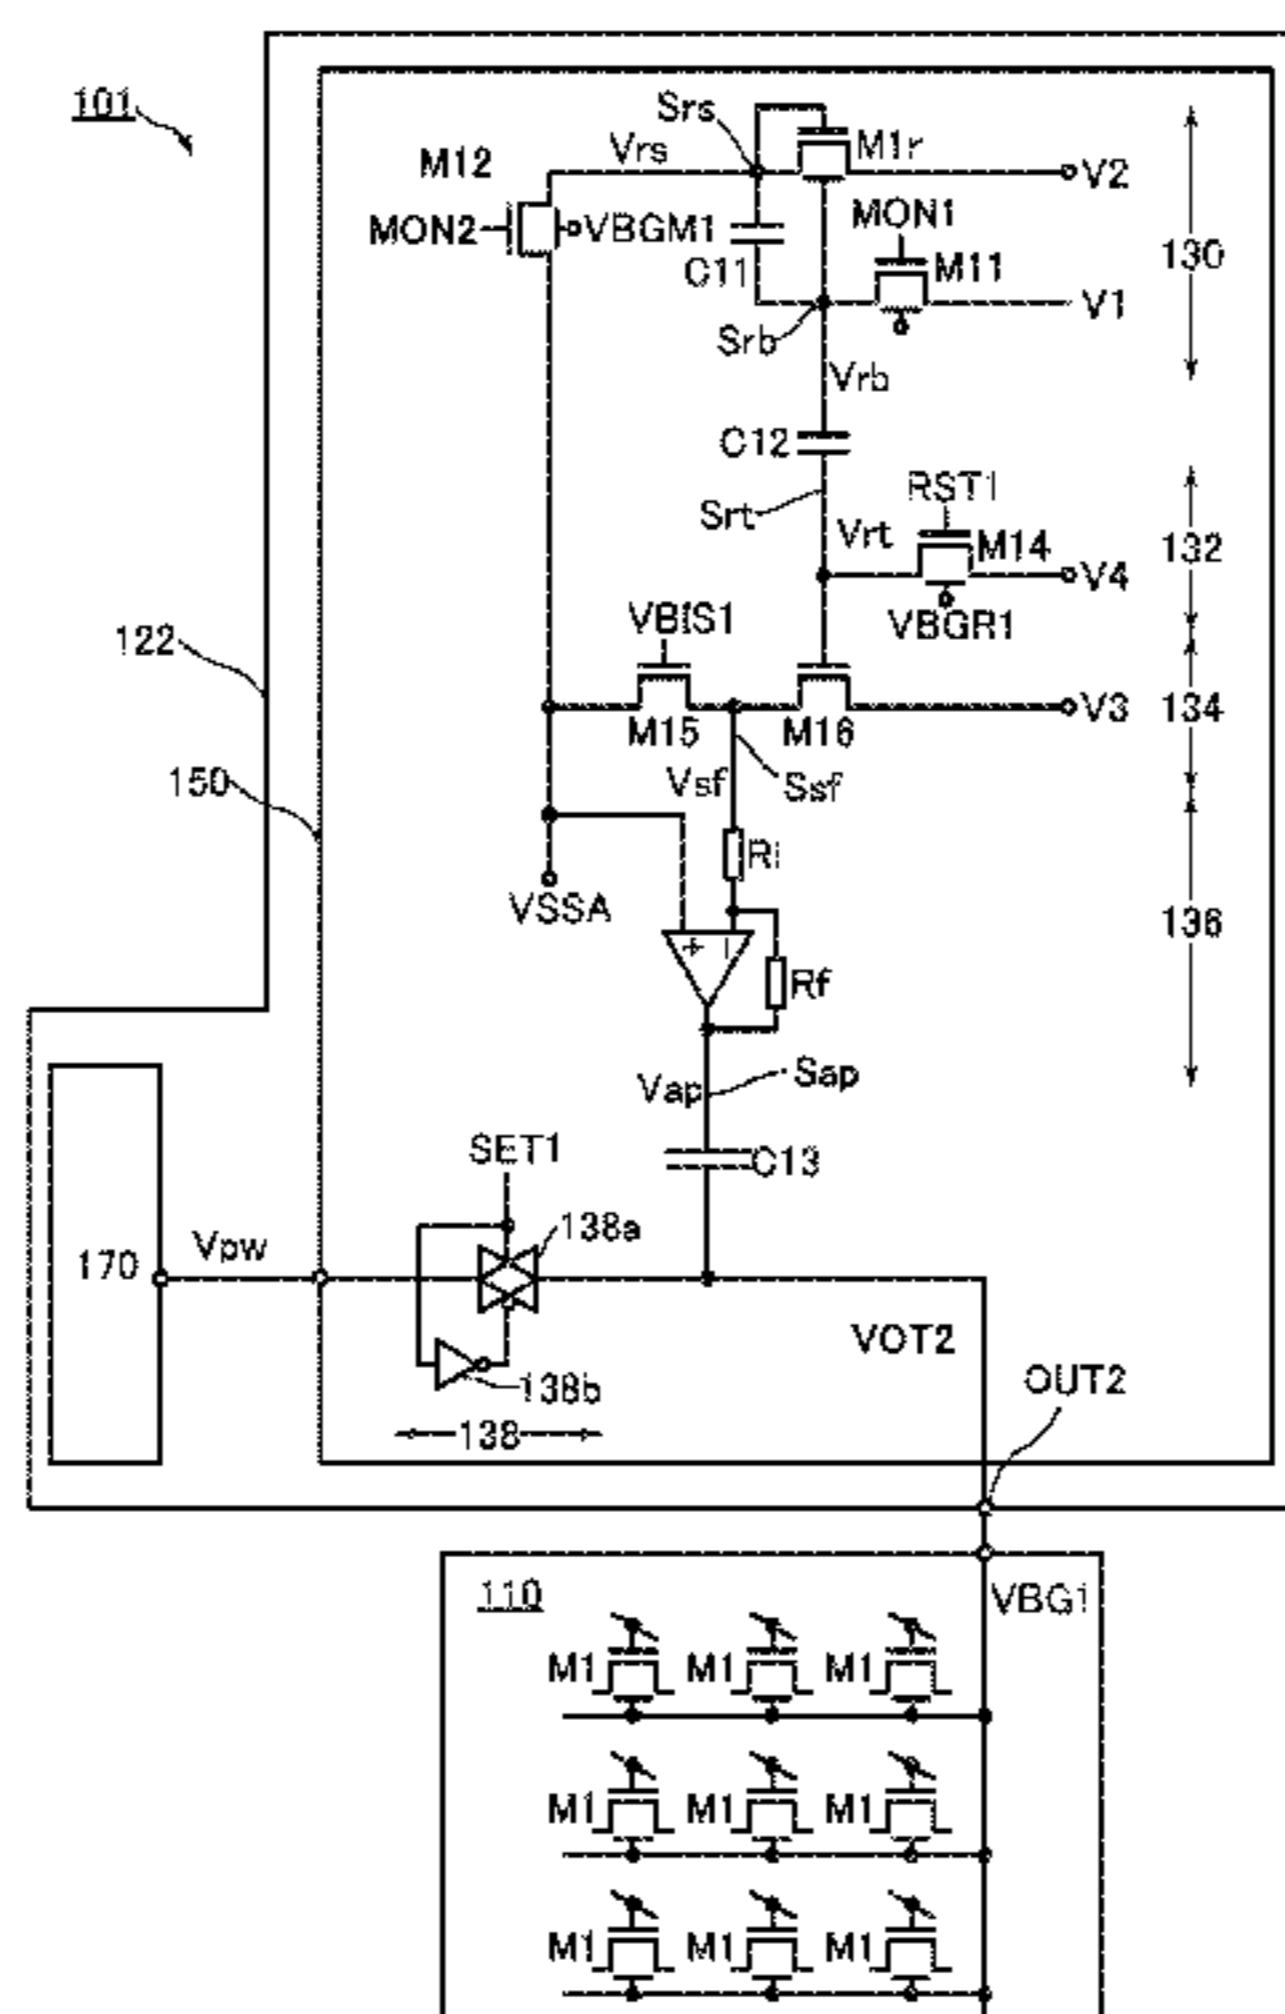 101
Srs
M1r
Vrs
M12
V2
MON2
VBGM1
MON1
C11
M11
130
V1
Srb
Vrb
C12
RST1
Srt
Vrt
M14
132
V4
VBIS1
VBGR1
122
M15
M16
V3
134
Vsf
Ssf
150
Ri
VSSA
136
+
Rf
Vap
Sap
SET1
C13
138a
Vpw
170
VOT2
138b
OUT2
138
110
VBG1
M1 M1 M1
M1 M1 M1
M1 M1 M1